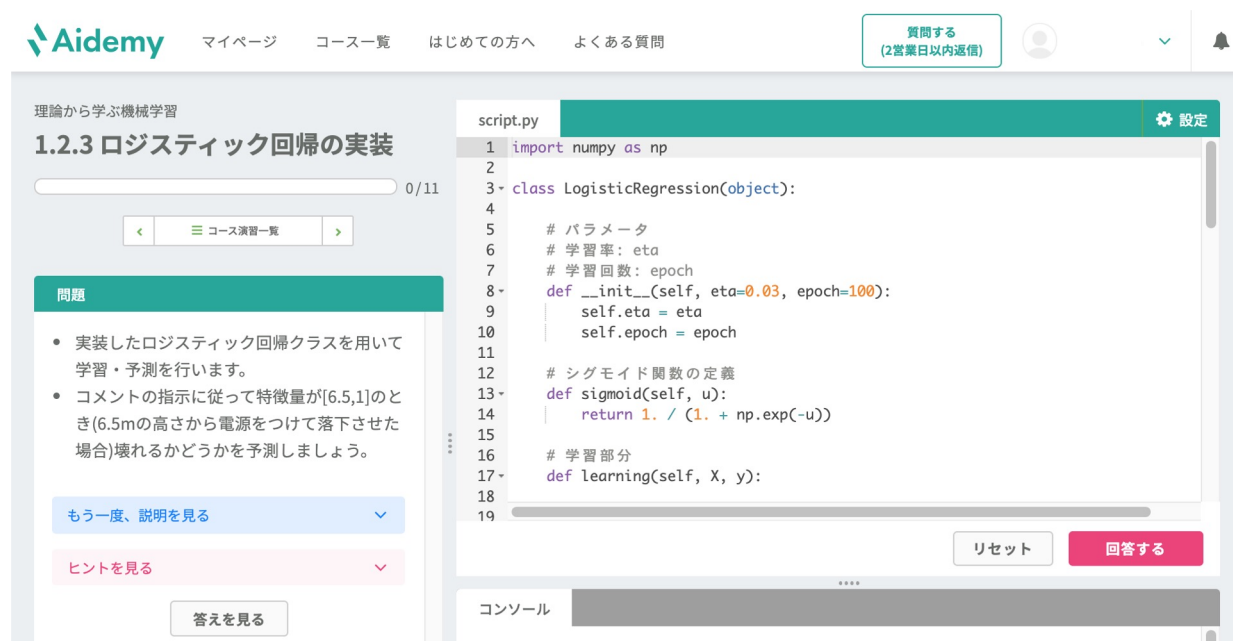 Aidemy
マイページ
コース一覧
はじめての方へ
よくある質問
質問する
(2営業日以内返信)
理論から学ぶ機械学習
1.2.3 ロジスティック回帰の実装
0/11
コース演習一覧
問題
実装したロジスティック回帰クラスを用いて
学習・予測を行います。
コメントの指示に従って特徴量が[6.5,1]のと
き(6.5mの高さから電源をつけて落下させた
場合)壊れるかどうかを予測しましょう。
もう一度、説明を見る
ヒントを見る
答えを見る
script.py
設定
1 import numpy as np
2
3 class LogisticRegression(object):
4
5     # パラメータ
6     # 学習率: eta
7     # 学習回数: epoch
8     def __init__(self, eta=0.03, epoch=100):
9         self.eta = eta
10         self.epoch = epoch
11
12     # シグモイド関数の定義
13     def sigmoid(self, u):
14         return 1. / (1. + np.exp(-u))
15
16     # 学習部分
17     def learning(self, X, y):
18
19
リセット
回答する
コンソール